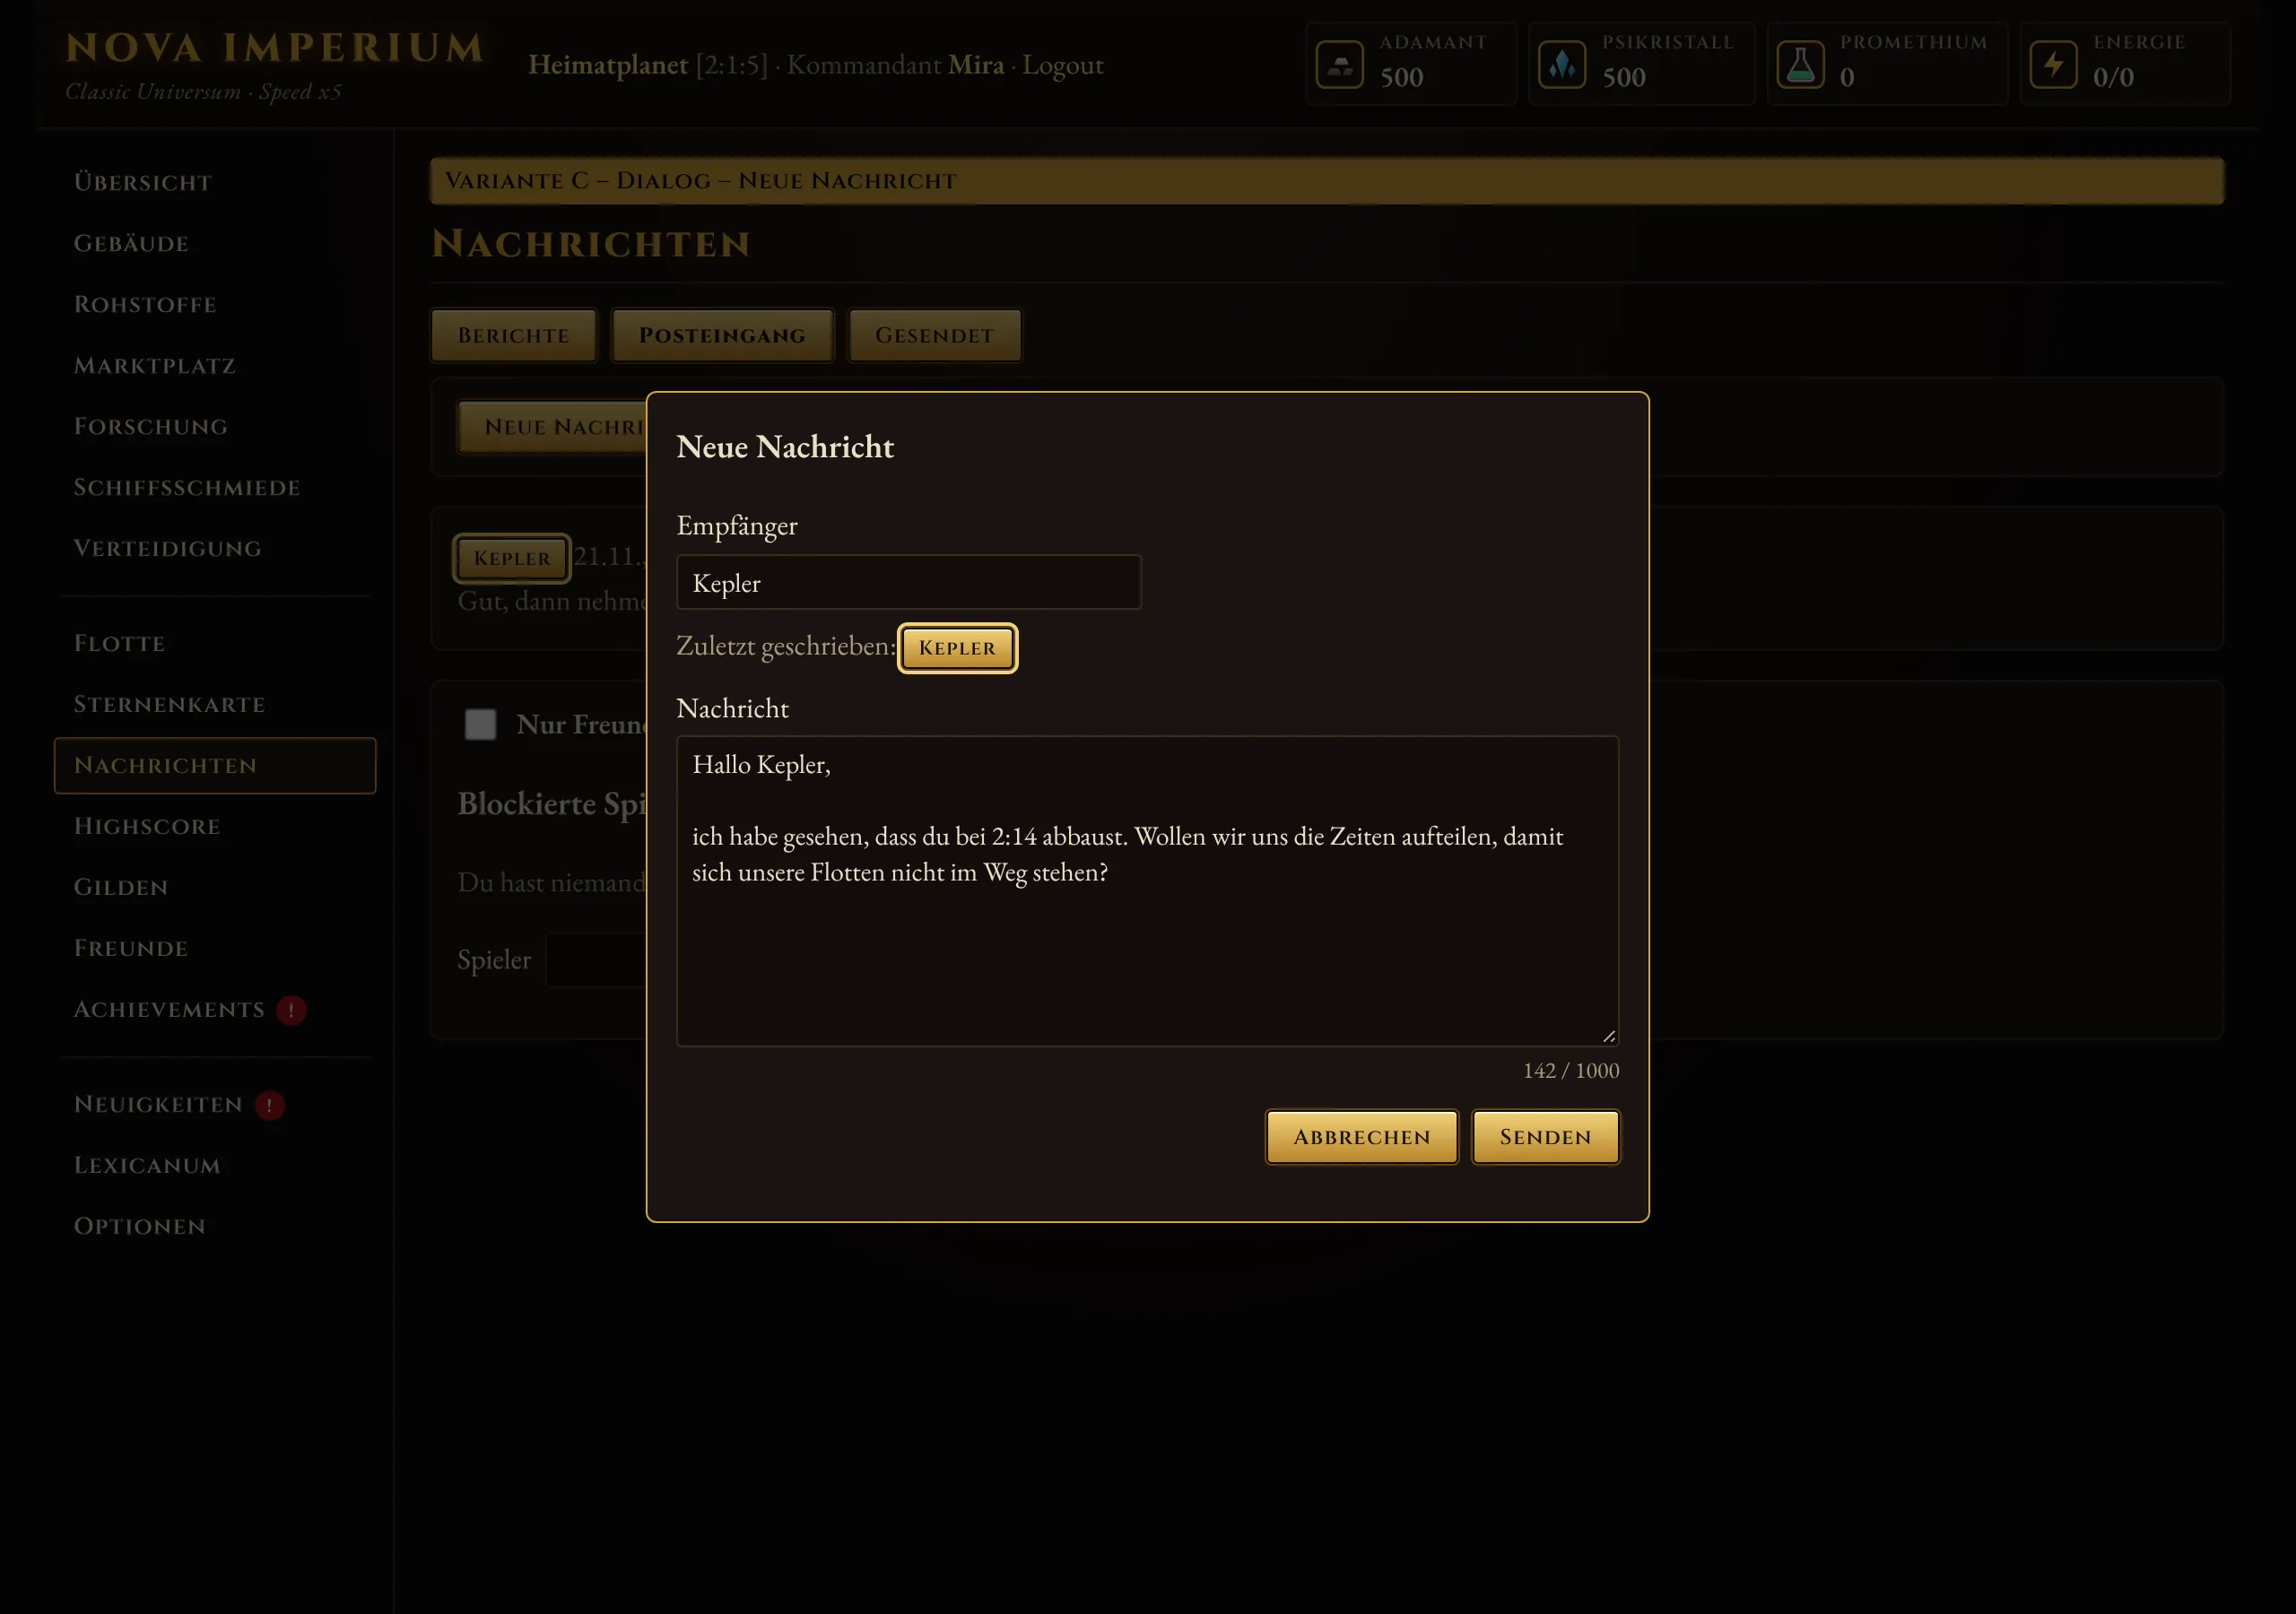 NOVA IMPERIUM
Classic Universum · Speed x5
Heimatplanet [2:1:5] · Kommandant Mira · Logout
ADAMANT
500
PSIKRISTALL
500
PROMETHIUM
0
ENERGIE
0/0
ÜBERSICHT
GEBÄUDE
ROHSTOFFE
MARKTPLATZ
FORSCHUNG
SCHIFFSSCHMIEDE
VERTEIDIGUNG
FLOTTE
STERNENKARTE
NACHRICHTEN
HIGHSCORE
GILDEN
FREUNDE
ACHIEVEMENTS !
NEUIGKEITEN !
LEXICANUM
OPTIONEN
VARIANTE C – DIALOG – NEUE NACHRICHT
NACHRICHTEN
BERICHTE
POSTEINGANG
GESENDET
NEUE NACHRI
KEPLER 21.11.,
Gut, dann nehme
Nur Freun
Blockierte Spi
Du hast niemand
Spieler
Neue Nachricht
Empfänger
Kepler
Zuletzt geschrieben: KEPLER
Nachricht
Hallo Kepler,
ich habe gesehen, dass du bei 2:14 abbaust. Wollen wir uns die Zeiten aufteilen, damit
sich unsere Flotten nicht im Weg stehen?
142 / 1000
ABBRECHEN
SENDEN